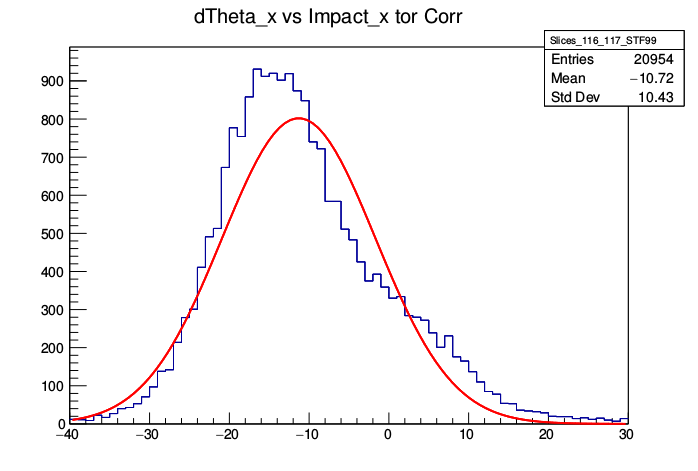 dTheta_x vs Impact_x tor Corr
Slices_116_117_STF99
Entries 20954
Mean −10.72
Std Dev 10.43
900
800
700
600
500
400
300
200
100
0
−40 −30 −20 −10 0 10 20 30